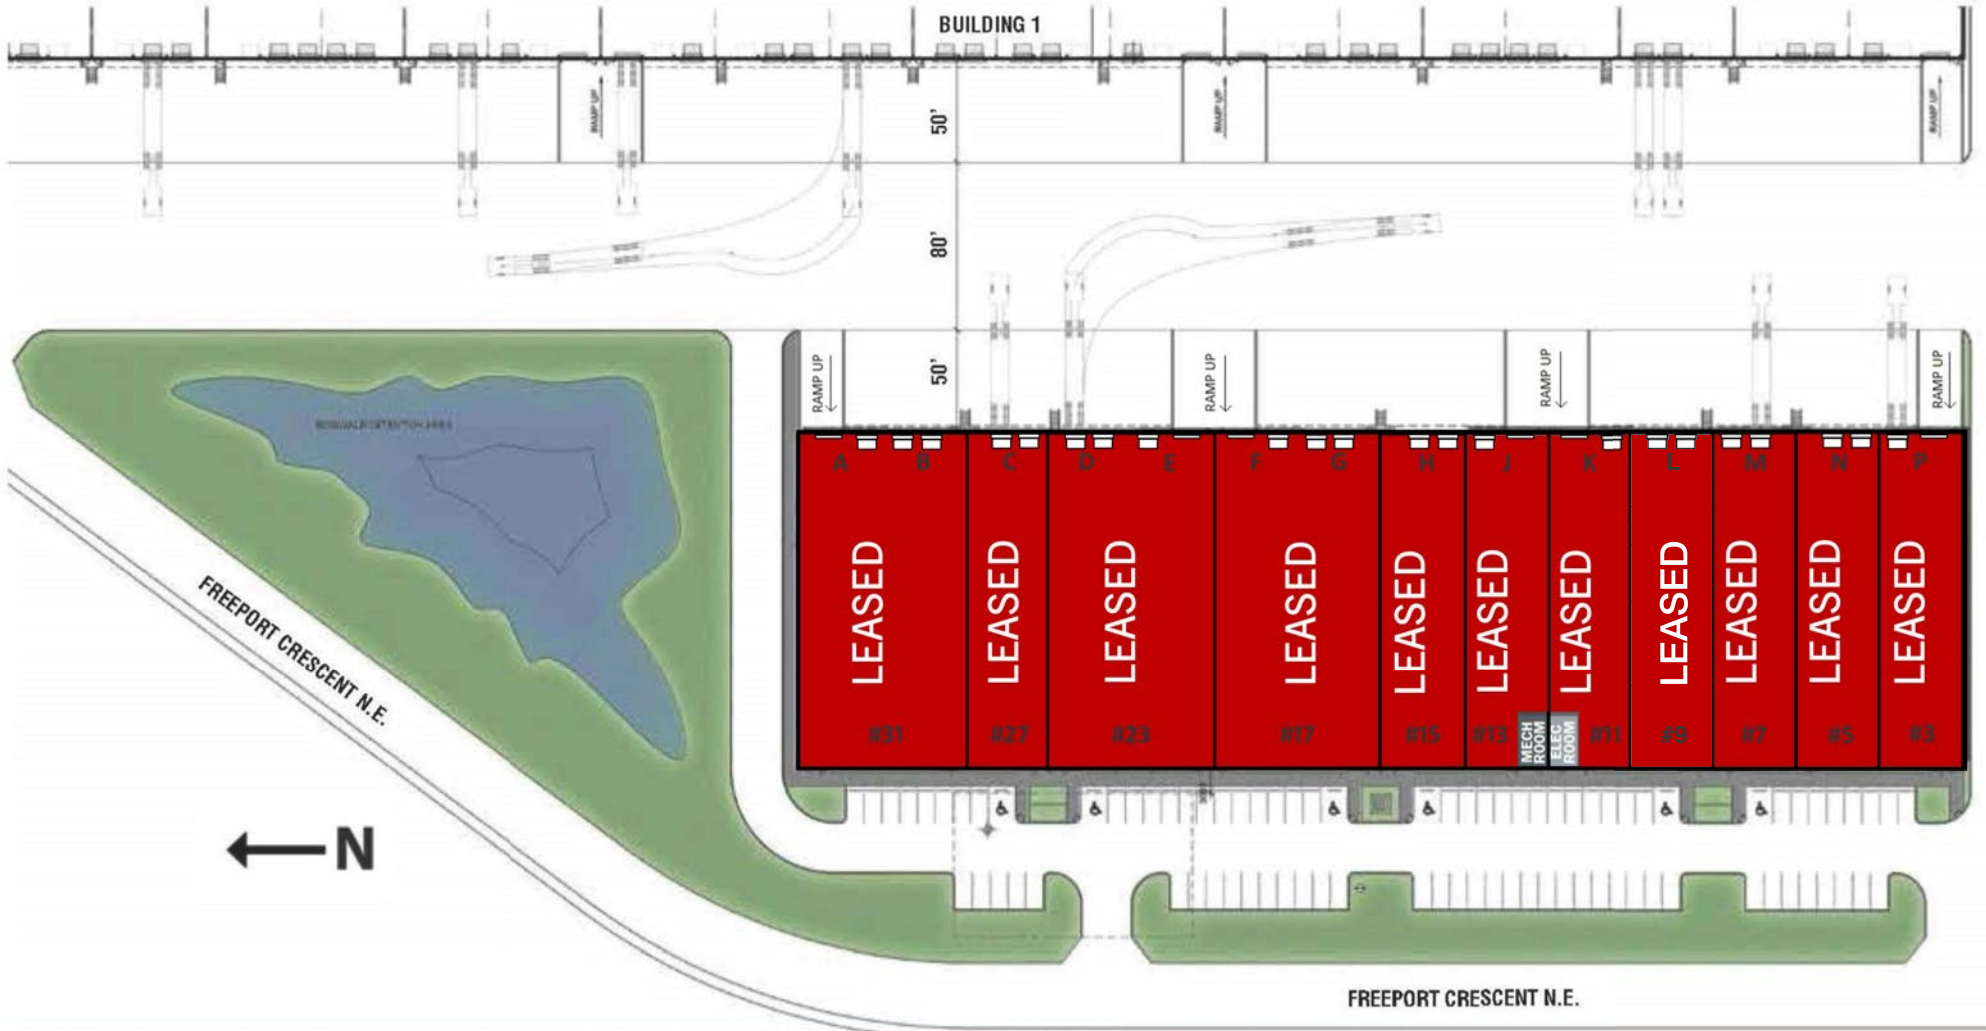 BUILDING 1
RAMP UP
RAMP UP
RAMP UP
50'
80'
50'
RAMP UP
RAMP UP
RAMP UP
RAMP UP
A B C D E F G H J K L M N P
LEASED
LEASED
LEASED
LEASED
LEASED
LEASED
LEASED
LEASED
LEASED
LEASED
LEASED
#31 #27 #23 #17 #15 #13 #11 #9 #7 #5 #3
MECH
ROOM
ELEC
ROOM
FREEPORT CRESCENT N.E.
N
FREEPORT CRESCENT N.E.